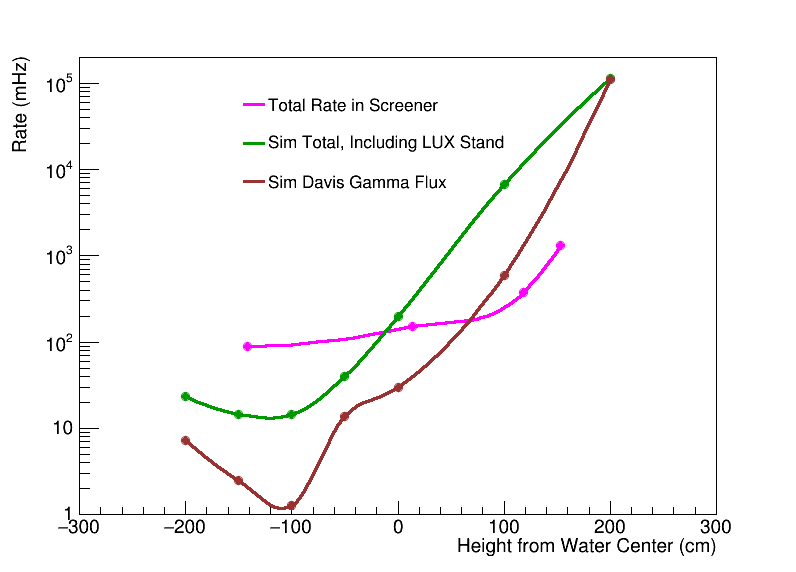 Rate (mHz)
10^5
10^4
10^3
10^2
10
1
Total Rate in Screener
Sim Total, Including LUX Stand
Sim Davis Gamma Flux
−300 −200 −100 0 100 200 300
Height from Water Center (cm)